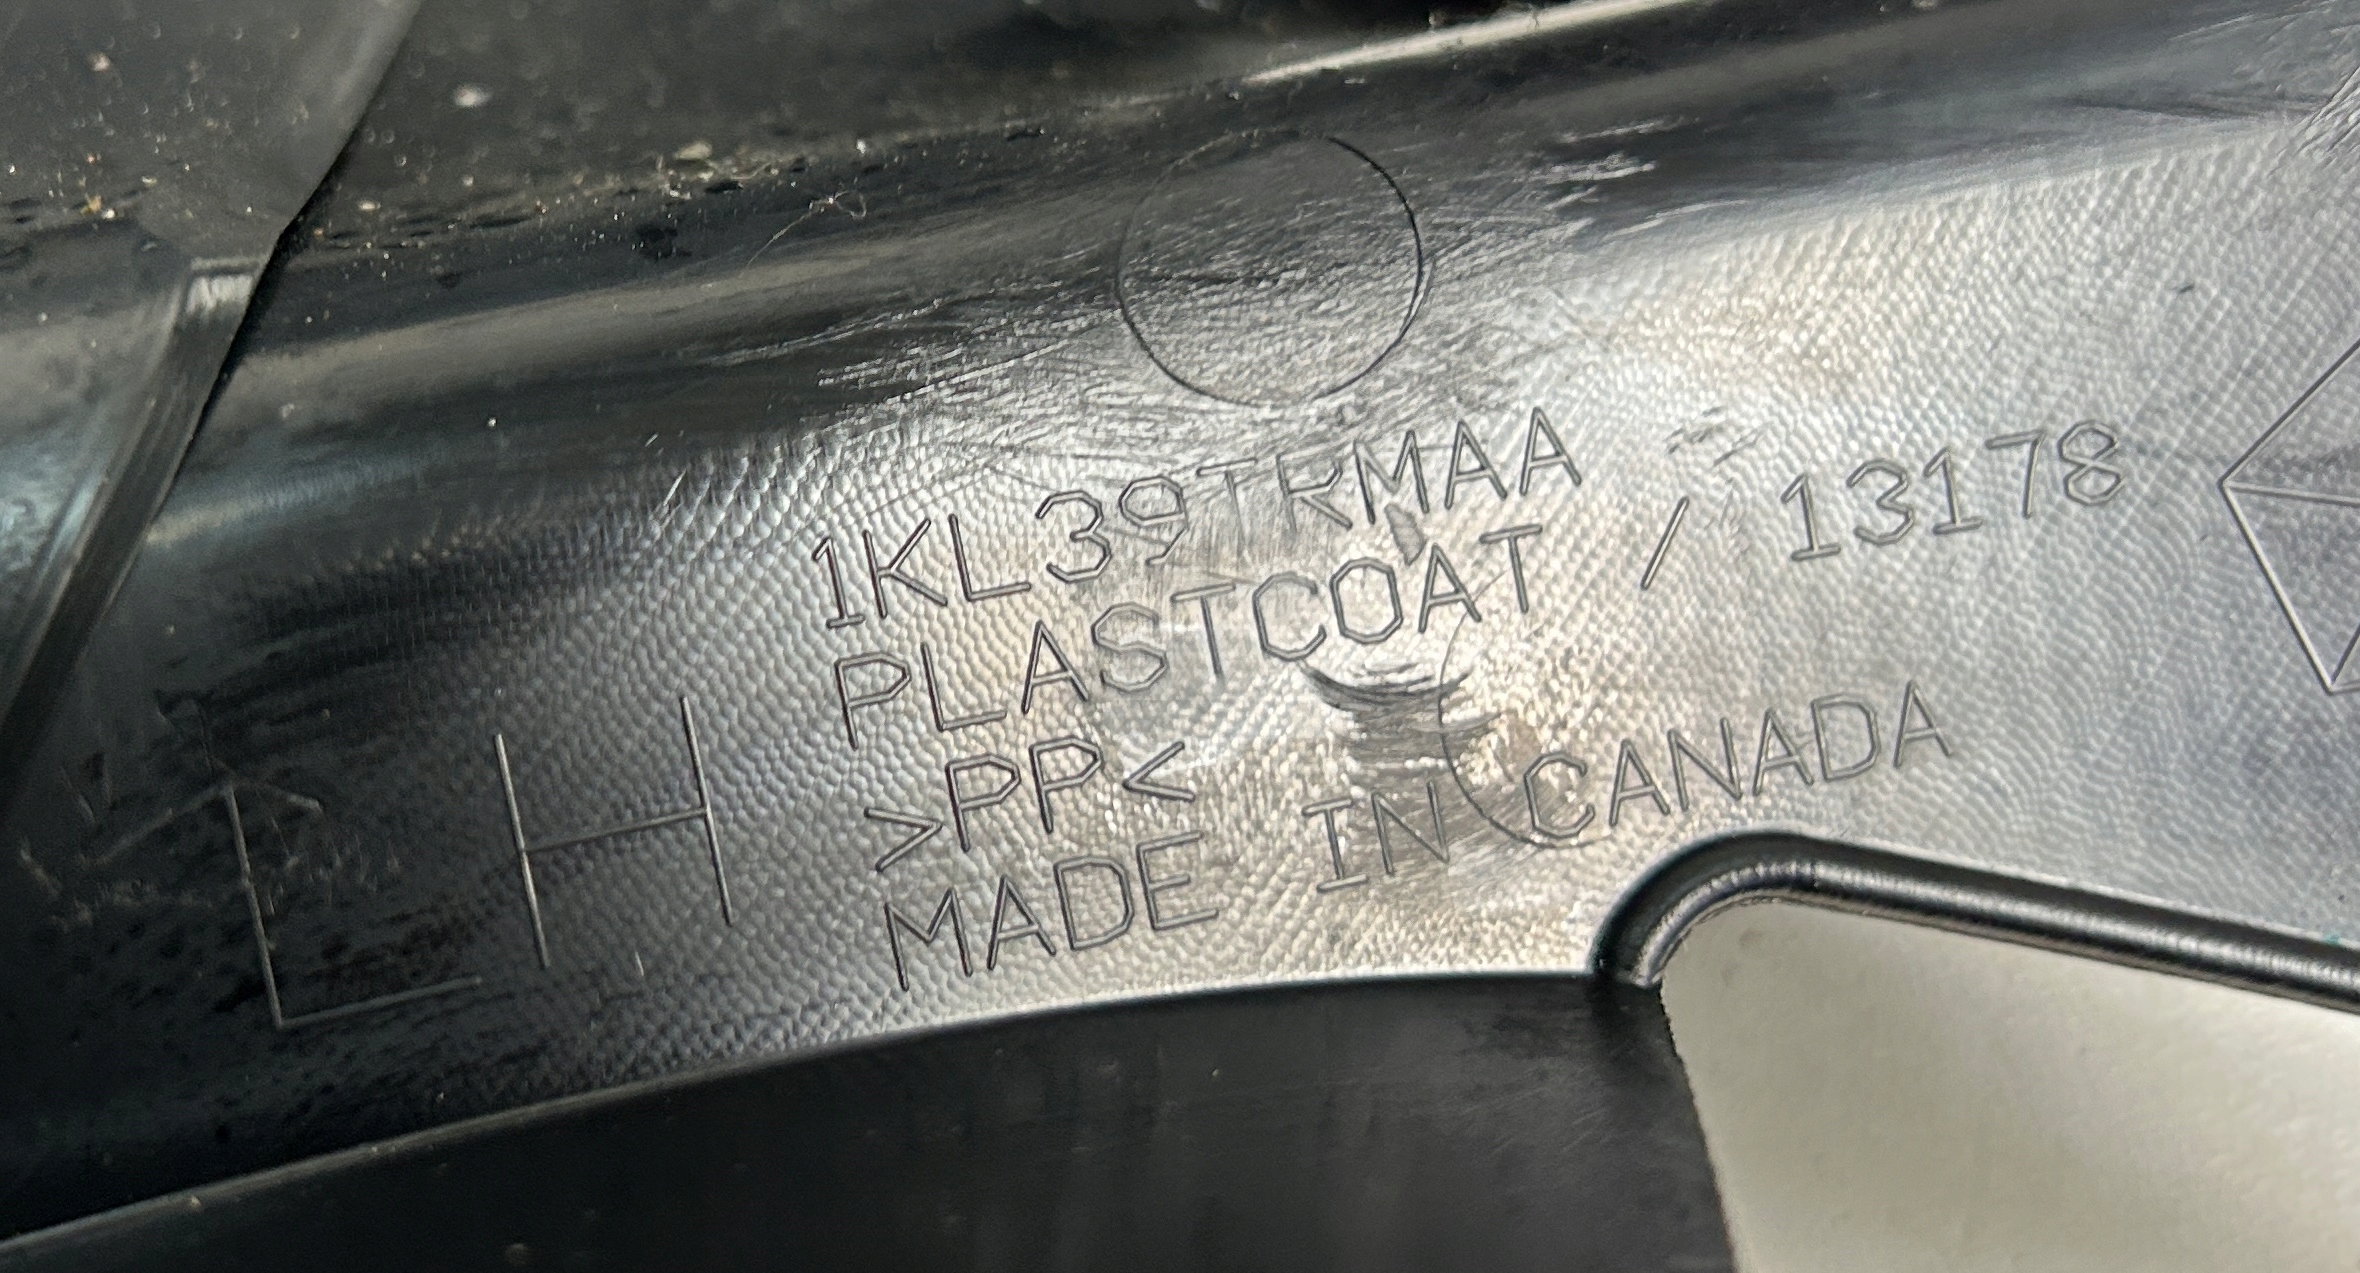 1KL39TRMAA
PLASTCOAT / 13178
>PP<
MADE IN CANADA
LH